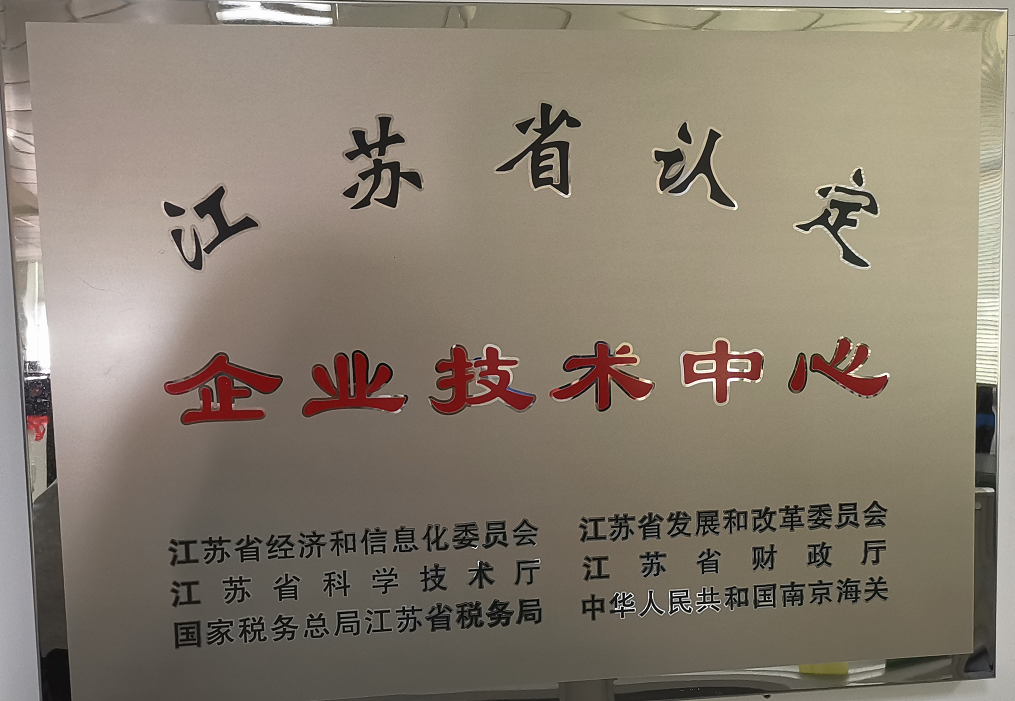 江苏省认定
企业技术中心
江苏省经济和信息化委员会
江苏省发展和改革委员会
江苏省科学技术厅
江苏省财政厅
国家税务总局江苏省税务局
中华人民共和国南京海关